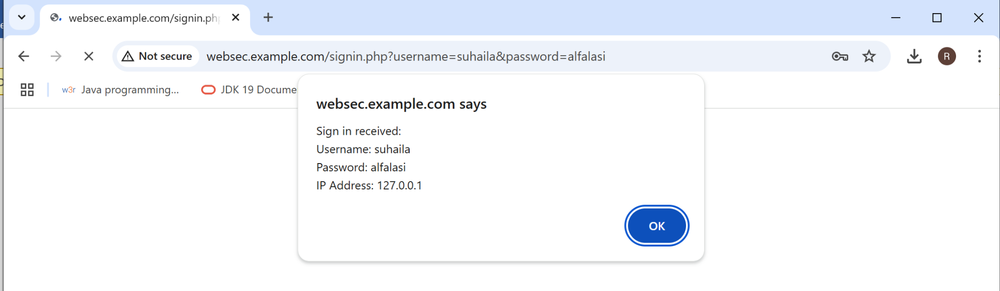 websec.example.com/signin.php
Not secure
websec.example.com/signin.php?username=suhaila&password=alfalasi
R
w3r Java programming...
JDK 19 Docume
websec.example.com says
Sign in received:
Username: suhaila
Password: alfalasi
IP Address: 127.0.0.1
OK